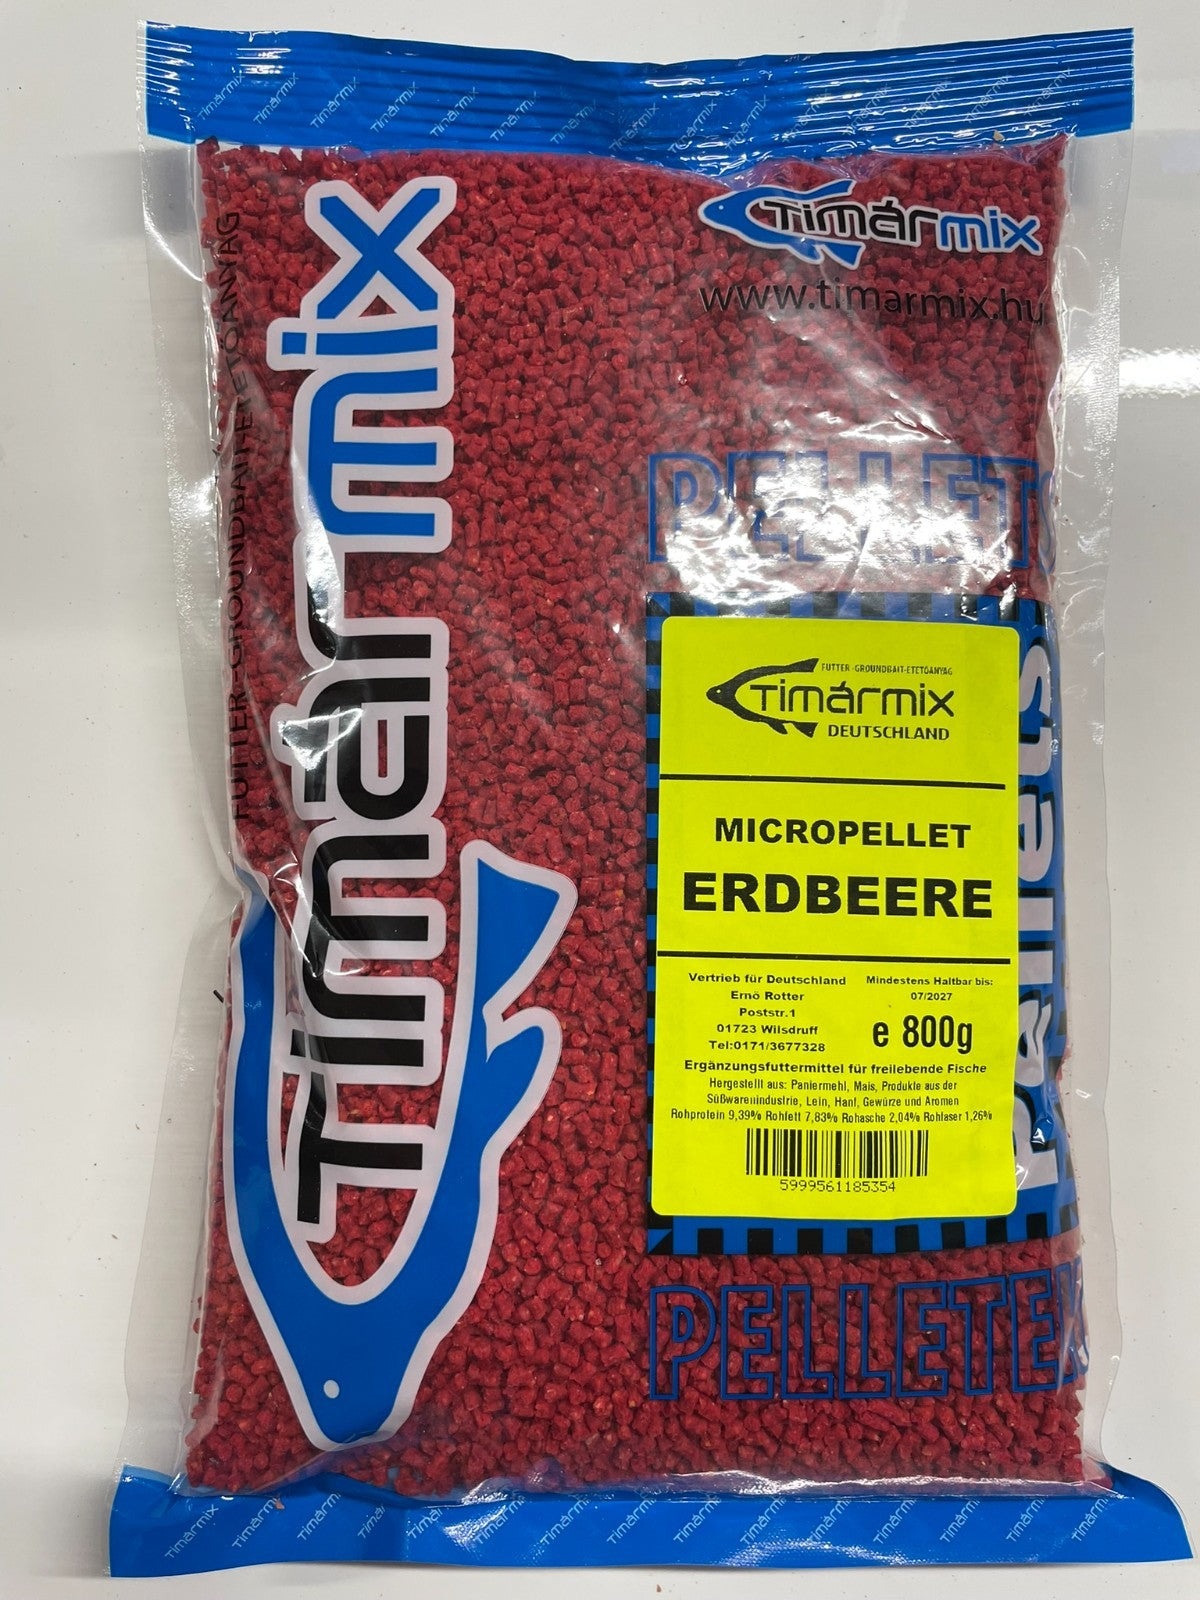 Timármix
www.timarmix.hu
FUTTER-GROUNDBAIT-ETETŐANYAG
Timármix
PELLETS
Pellets
FUTTER-GROUNDBAIT-ETETŐANYAG
Timármix
DEUTSCHLAND
MICROPELLET
ERDBEERE
Vertrieb für Deutschland
Ernö Rotter
Poststr.1
01723 Wilsdruff
Tel:0171/3677328
Mindestens Haltbar bis:
07/2027
e 800g
Ergänzungsfuttermittel für freilebende Fische
Hergestellt aus: Paniermehl, Mais, Produkte aus der
Süßwarenindustrie, Lein, Hanf, Gewürze und Aromen
Rohprotein 9,39% Rohfett 7,83% Rohasche 2,04% Rohfaser 1,26%
5999561185354
PELLETEK